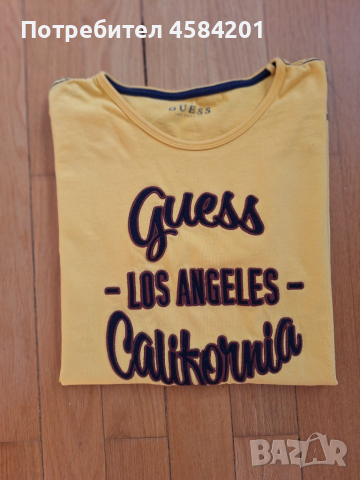 Потребител 4584201
GUESS
Guess
- LOS ANGELES -
California
BAZAR